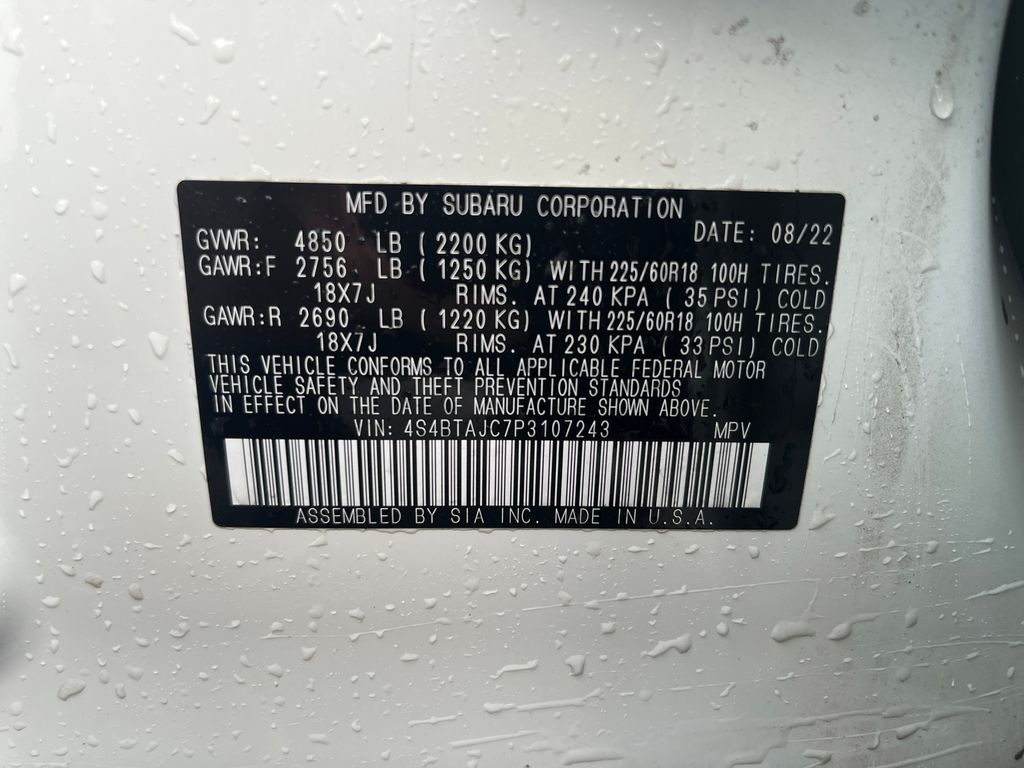 MFD BY SUBARU CORPORATION
DATE: 08/22
GVWR: 4850 LB ( 2200 KG)
GAWR:F 2756 LB ( 1250 KG) WITH 225/60R18 100H TIRES.
18X7J RIMS. AT 240 KPA ( 35 PSI) COLD
GAWR:R 2690 LB ( 1220 KG) WITH 225/60R18 100H TIRES.
18X7J RIMS. AT 230 KPA ( 33 PSI) COLD
THIS VEHICLE CONFORMS TO ALL APPLICABLE FEDERAL MOTOR
VEHICLE SAFETY AND THEFT PREVENTION STANDARDS
IN EFFECT ON THE DATE OF MANUFACTURE SHOWN ABOVE.
VIN: 4S4BTAJC7P3107243 MPV
ASSEMBLED BY SIA INC. MADE IN U.S.A.